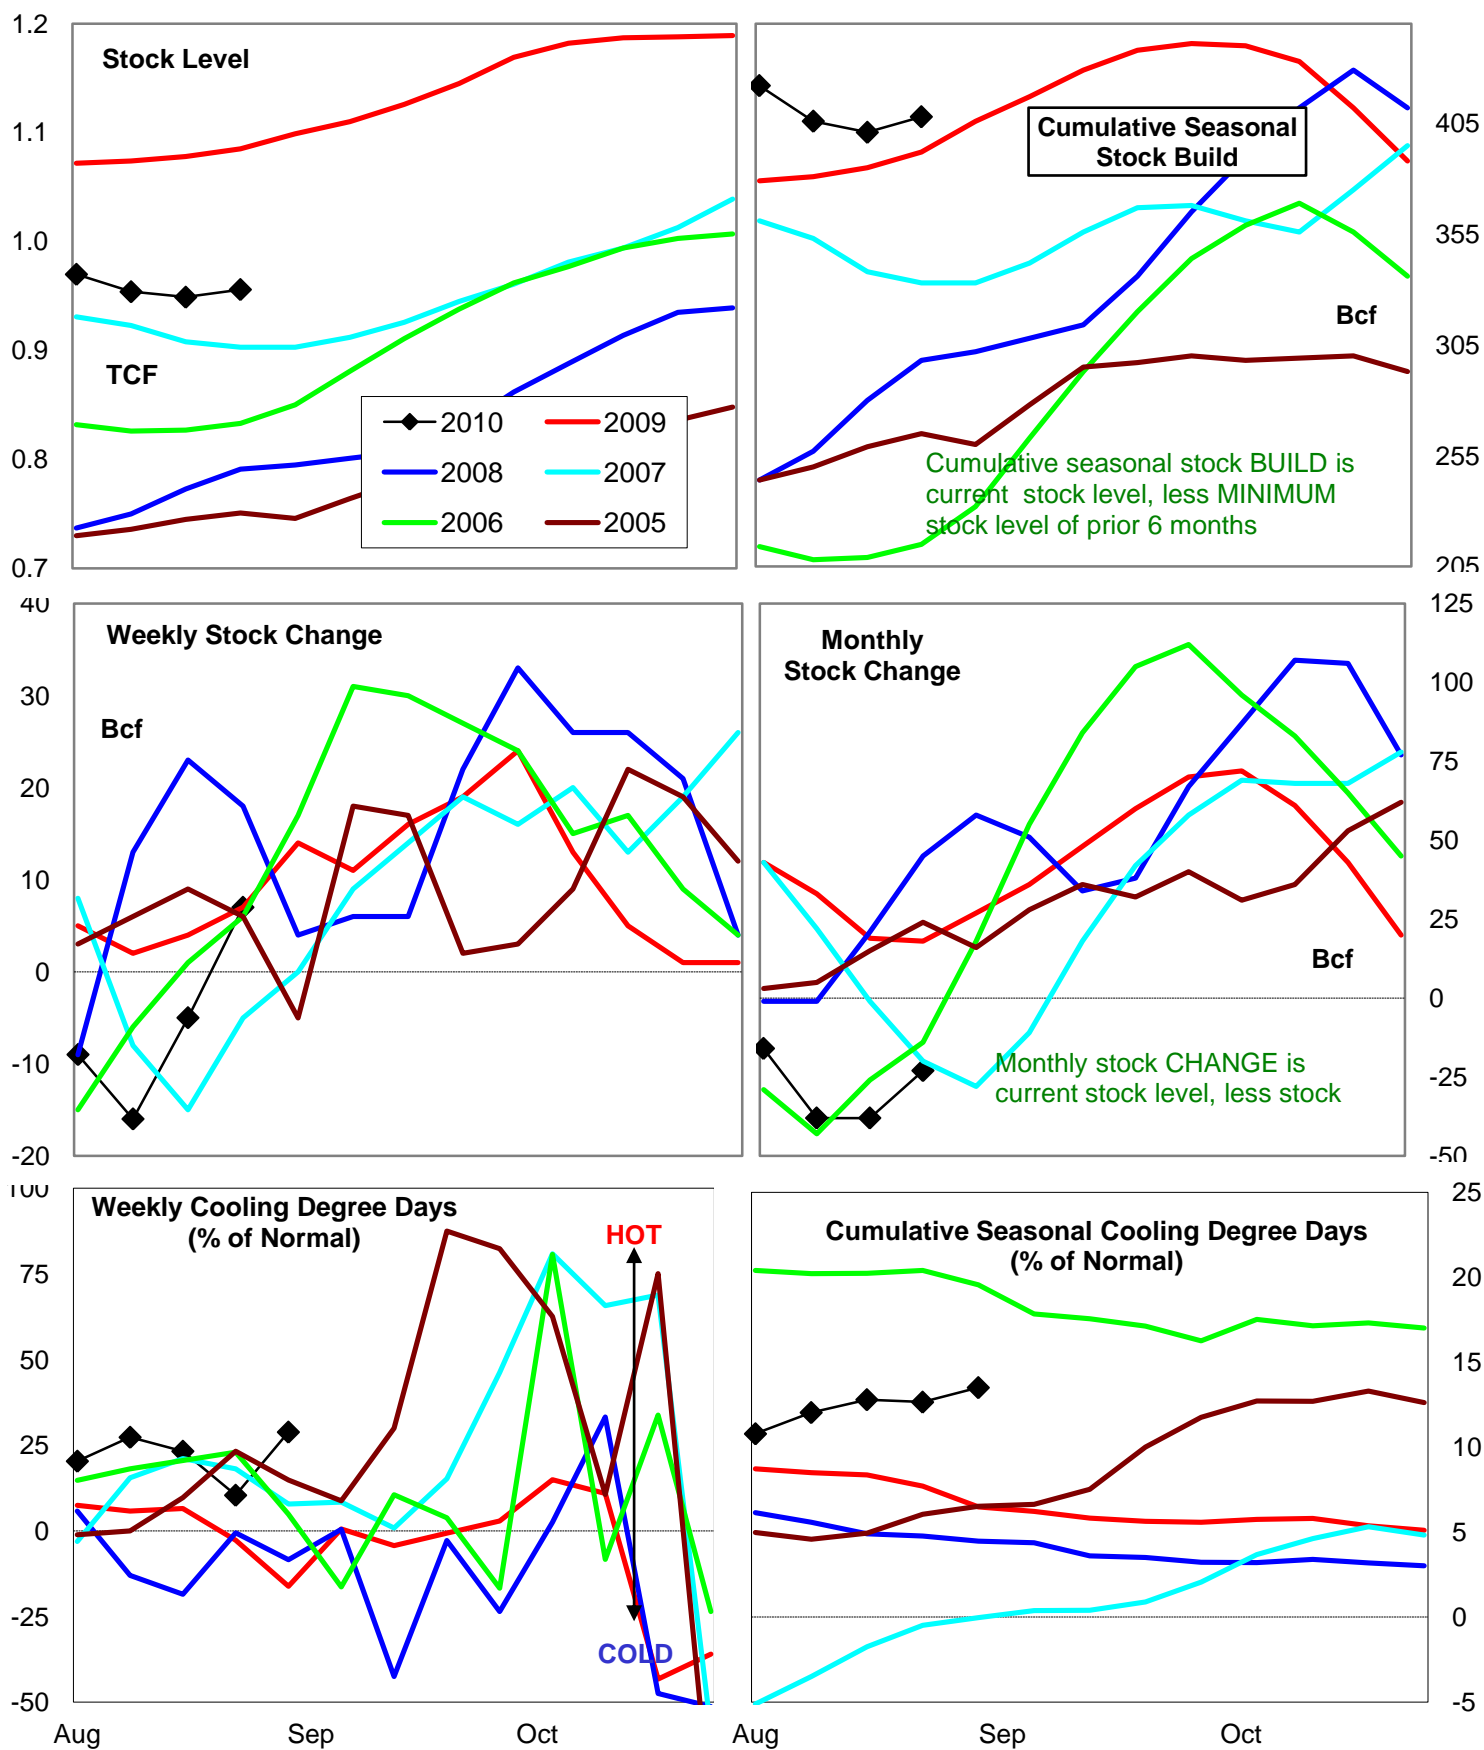 1.2
1.1
1.0
0.9
0.8
0.7
Stock Level
TCF
2010
2009
2008
2007
2006
2005
Cumulative Seasonal
Stock Build
Bcf
Cumulative seasonal stock BUILD is
current stock level, less MINIMUM
stock level of prior 6 months
405
355
305
255
205
40
30
20
10
0
-10
-20
Weekly Stock Change
Bcf
Monthly
Stock Change
Bcf
Monthly stock CHANGE is
current stock level, less stock
125
100
75
50
25
0
-25
-50
100
75
50
25
0
-25
-50
Weekly Cooling Degree Days
(% of Normal)
HOT
COLD
Aug
Sep
Oct
Cumulative Seasonal Cooling Degree Days
(% of Normal)
25
20
15
10
5
0
-5
Aug
Sep
Oct